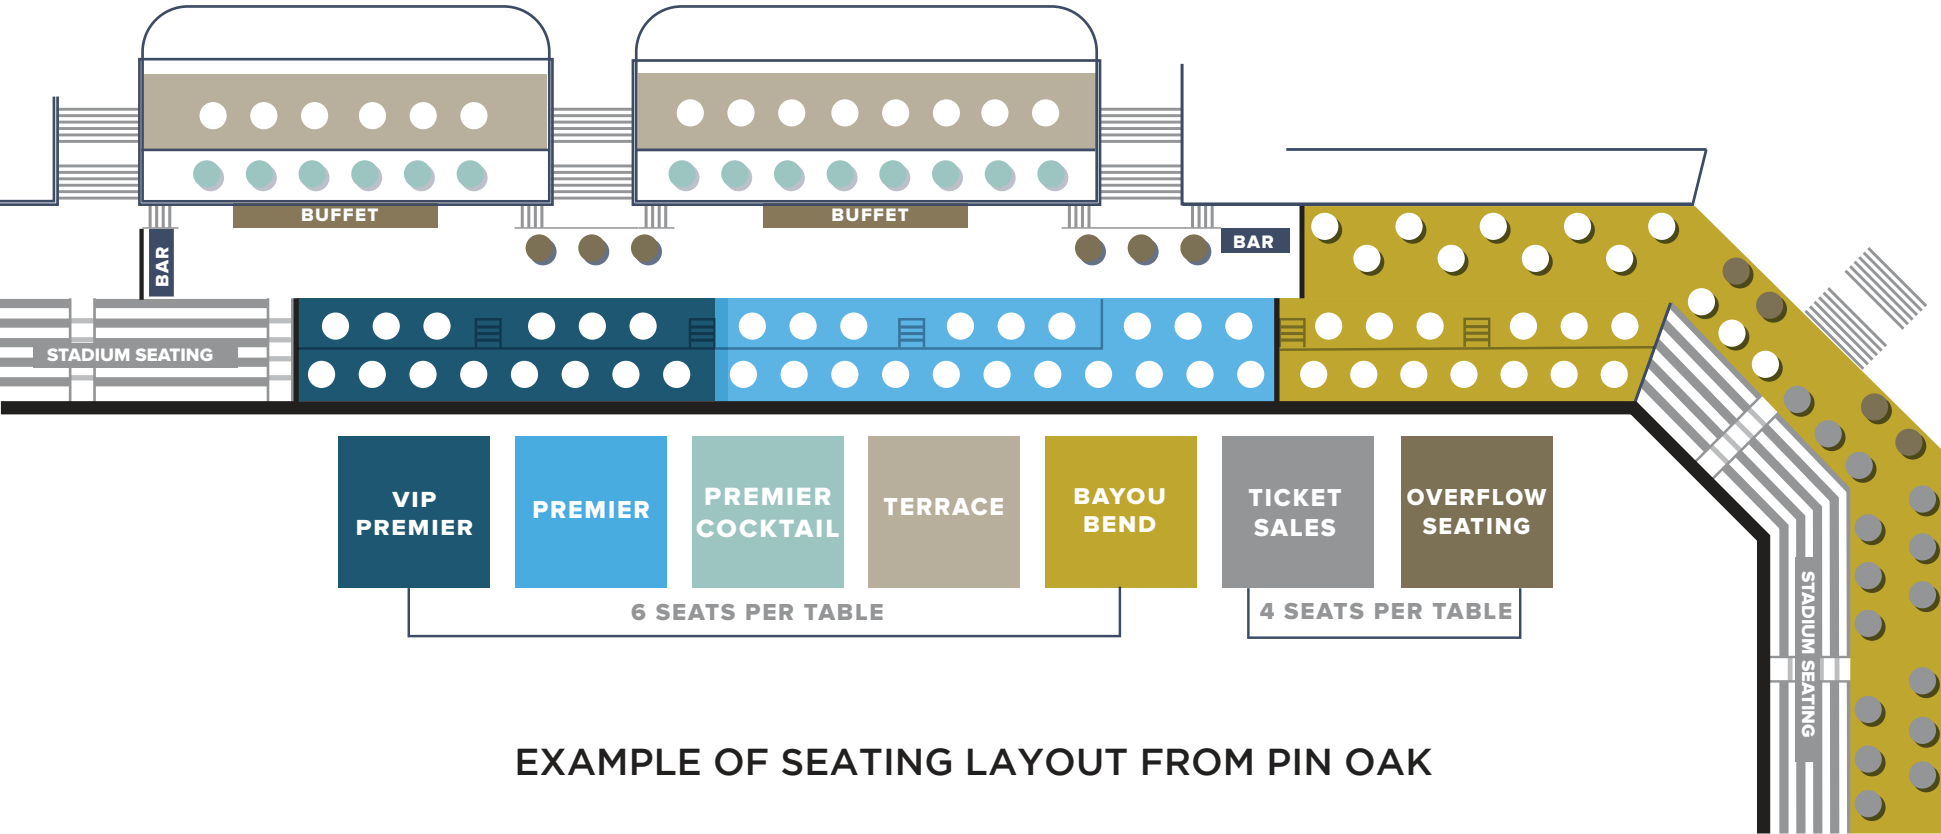 BUFFET
BUFFET
BAR
BAR
STADIUM SEATING
VIP
PREMIER
PREMIER
PREMIER
COCKTAIL
TERRACE
BAYOU
BEND
TICKET
SALES
OVERFLOW
SEATING
6 SEATS PER TABLE
4 SEATS PER TABLE
STADIUM SEATING
EXAMPLE OF SEATING LAYOUT FROM PIN OAK